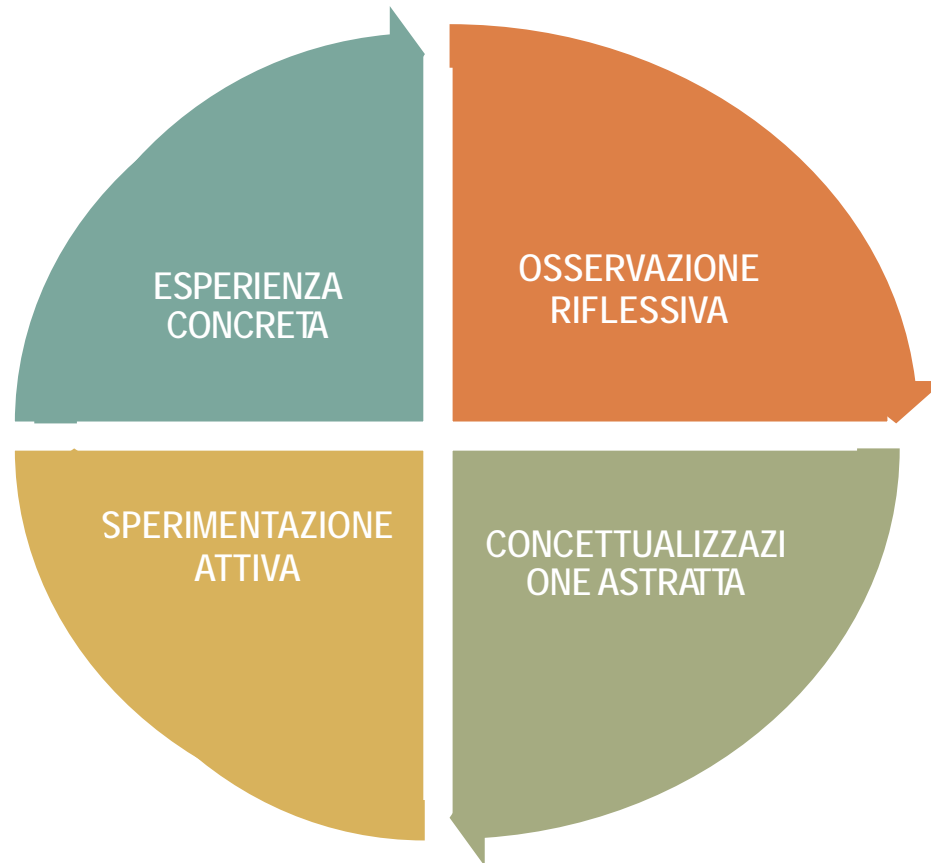 ESPERIENZA
CONCRETA
OSSERVAZIONE
RIFLESSIVA
SPERIMENTAZIONE
ATTIVA
CONCETTUALIZZAZI
ONE ASTRATTA